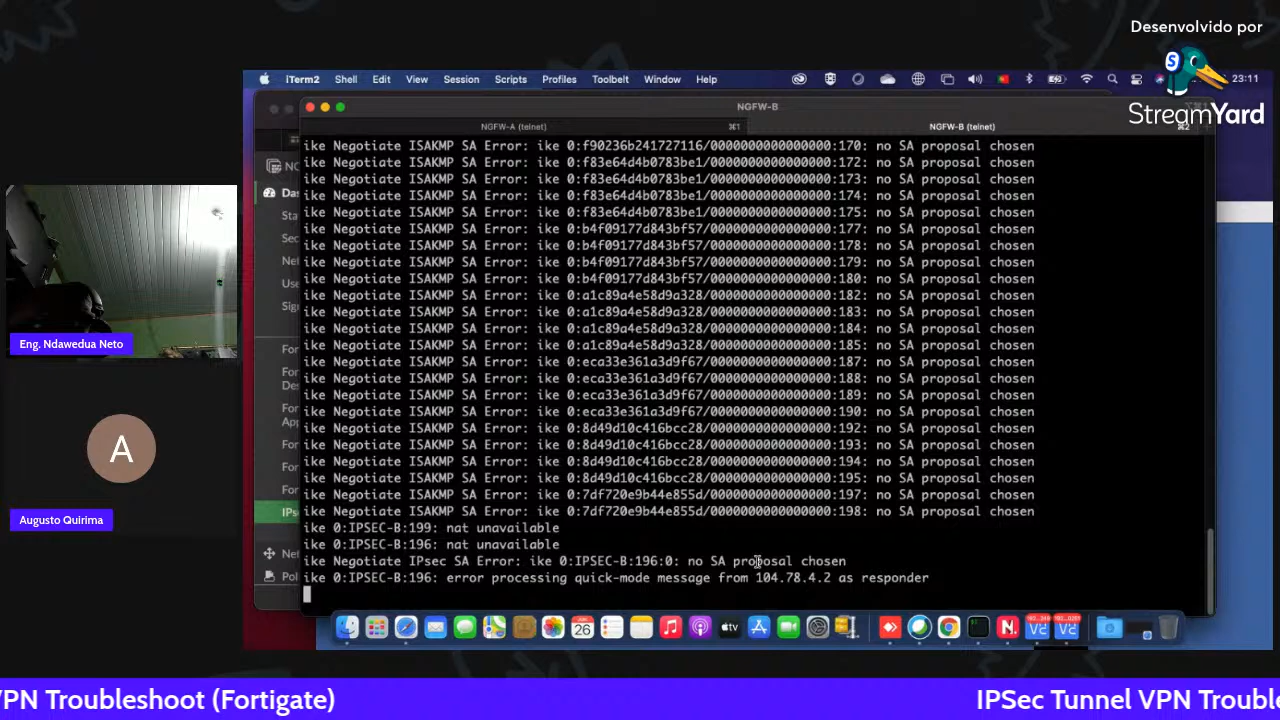 Desenvolvido por
S
StreamYard
iTerm2 Shell Edit View Session Scripts Profiles Toolbelt Window Help 23:11
NGFW-B
NGFW-A (telnet) ⌘1 NGFW-B (telnet) ⌘2
ike Negotiate ISAKMP SA Error: ike 0:f90236b241727116/0000000000000000:170: no SA proposal chosen
ike Negotiate ISAKMP SA Error: ike 0:f83e64d4b0783be1/0000000000000000:172: no SA proposal chosen
ike Negotiate ISAKMP SA Error: ike 0:f83e64d4b0783be1/0000000000000000:173: no SA proposal chosen
ike Negotiate ISAKMP SA Error: ike 0:f83e64d4b0783be1/0000000000000000:174: no SA proposal chosen
ike Negotiate ISAKMP SA Error: ike 0:f83e64d4b0783be1/0000000000000000:175: no SA proposal chosen
ike Negotiate ISAKMP SA Error: ike 0:b4f09177d843bf57/0000000000000000:177: no SA proposal chosen
ike Negotiate ISAKMP SA Error: ike 0:b4f09177d843bf57/0000000000000000:178: no SA proposal chosen
ike Negotiate ISAKMP SA Error: ike 0:b4f09177d843bf57/0000000000000000:179: no SA proposal chosen
ike Negotiate ISAKMP SA Error: ike 0:b4f09177d843bf57/0000000000000000:180: no SA proposal chosen
ike Negotiate ISAKMP SA Error: ike 0:a1c89a4e58d9a328/0000000000000000:182: no SA proposal chosen
ike Negotiate ISAKMP SA Error: ike 0:a1c89a4e58d9a328/0000000000000000:183: no SA proposal chosen
ike Negotiate ISAKMP SA Error: ike 0:a1c89a4e58d9a328/0000000000000000:184: no SA proposal chosen
ike Negotiate ISAKMP SA Error: ike 0:a1c89a4e58d9a328/0000000000000000:185: no SA proposal chosen
ike Negotiate ISAKMP SA Error: ike 0:eca33e361a3d9f67/0000000000000000:187: no SA proposal chosen
ike Negotiate ISAKMP SA Error: ike 0:eca33e361a3d9f67/0000000000000000:188: no SA proposal chosen
ike Negotiate ISAKMP SA Error: ike 0:eca33e361a3d9f67/0000000000000000:189: no SA proposal chosen
ike Negotiate ISAKMP SA Error: ike 0:eca33e361a3d9f67/0000000000000000:190: no SA proposal chosen
ike Negotiate ISAKMP SA Error: ike 0:8d49d10c416bcc28/0000000000000000:192: no SA proposal chosen
ike Negotiate ISAKMP SA Error: ike 0:8d49d10c416bcc28/0000000000000000:193: no SA proposal chosen
ike Negotiate ISAKMP SA Error: ike 0:8d49d10c416bcc28/0000000000000000:194: no SA proposal chosen
ike Negotiate ISAKMP SA Error: ike 0:8d49d10c416bcc28/0000000000000000:195: no SA proposal chosen
ike Negotiate ISAKMP SA Error: ike 0:7df720e9b44e855d/0000000000000000:197: no SA proposal chosen
ike Negotiate ISAKMP SA Error: ike 0:7df720e9b44e855d/0000000000000000:198: no SA proposal chosen
ike 0:IPSEC-B:199: nat unavailable
ike 0:IPSEC-B:196: nat unavailable
ike Negotiate IPsec SA Error: ike 0:IPSEC-B:196:0: no SA proposal chosen
ike 0:IPSEC-B:196: error processing quick-mode message from 104.78.4.2 as responder
Eng. Ndawedua Neto
A
Augusto Quirima
VPN Troubleshoot (Fortigate) IPSec Tunnel VPN Trouble